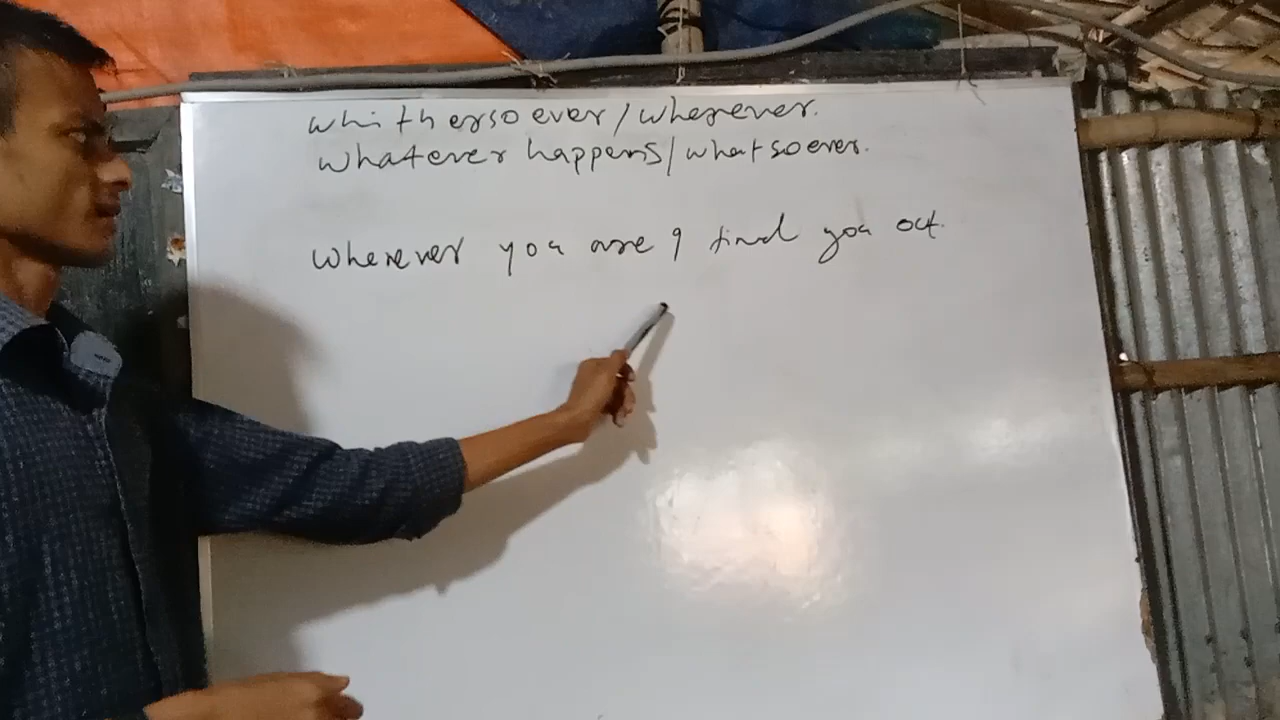 whithersoever/wherever.
whatever happens/whatsoever.
wherever you are I find you out.